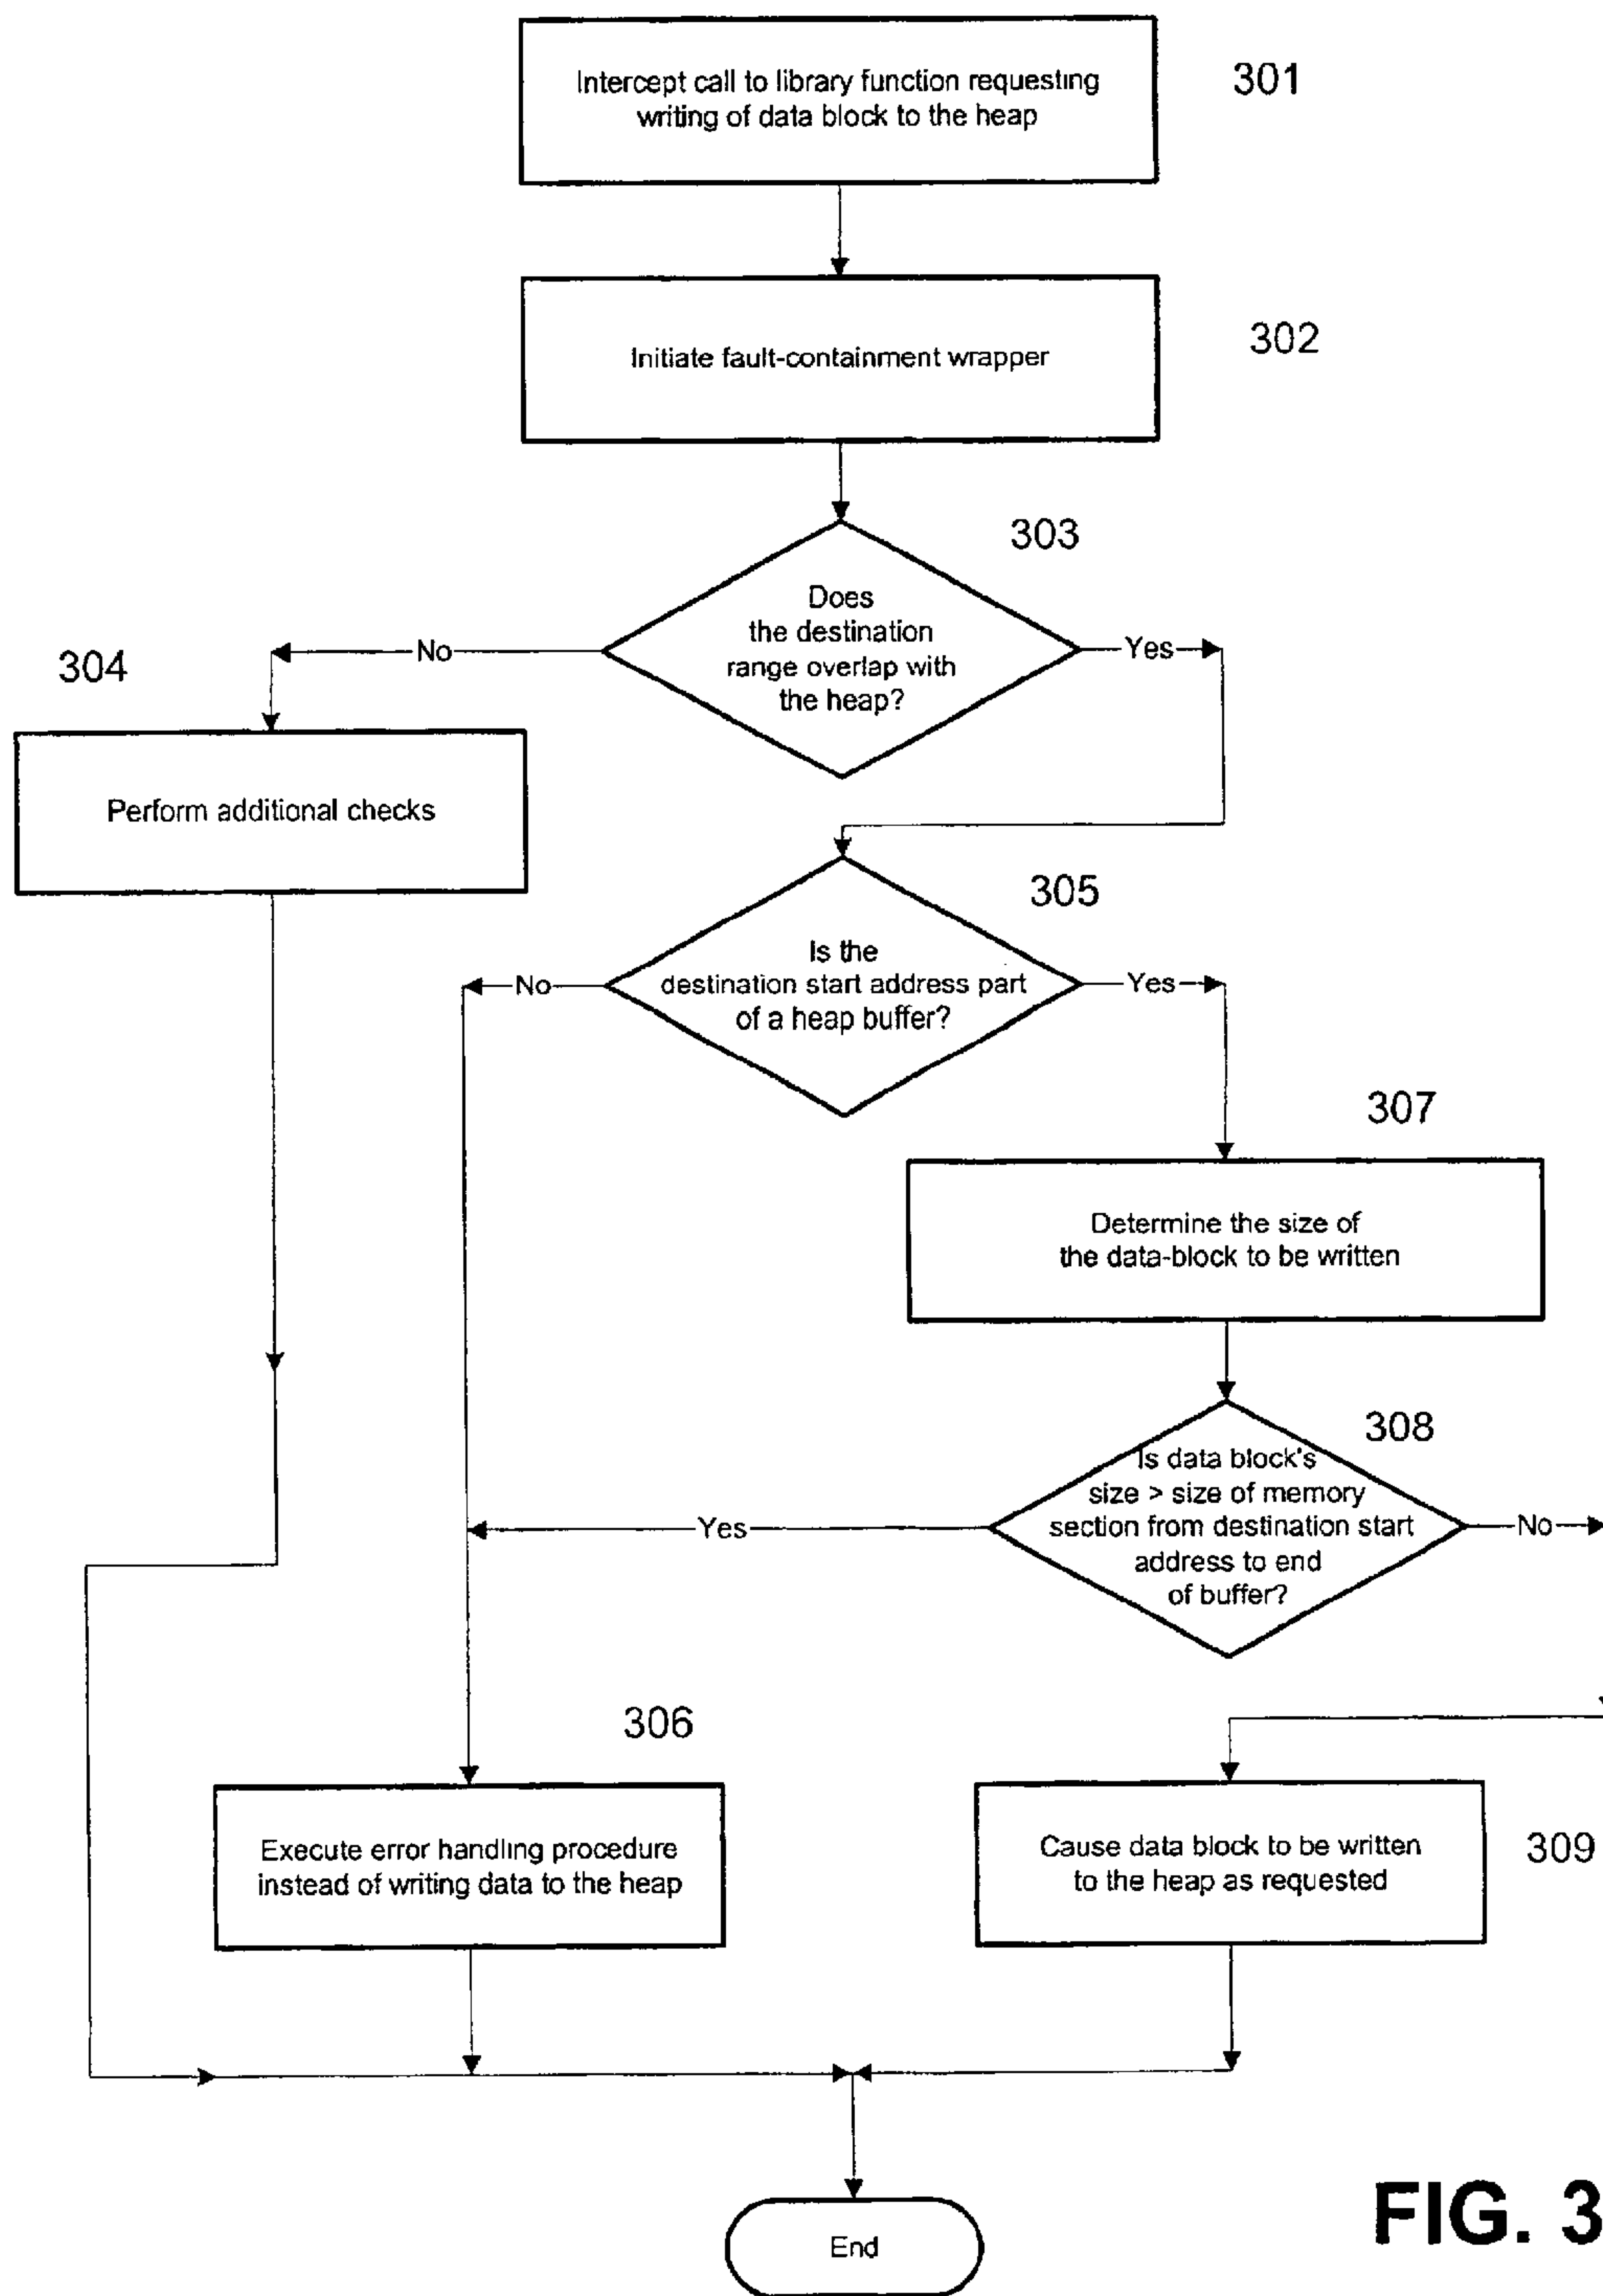 Intercept call to library function requesting
writing of data block to the heap
301
Initiate fault-containment wrapper
302
303
Does
the destination
range overlap with
the heap?
No
Yes
304
Perform additional checks
305
Is the
destination start address part
of a heap buffer?
No
Yes
307
Determine the size of
the data-block to be written
308
Is data block's
size > size of memory
section from destination start
address to end
of buffer?
Yes
No
306
Execute error handling procedure
instead of writing data to the heap
Cause data block to be written
to the heap as requested
309
End
FIG. 3